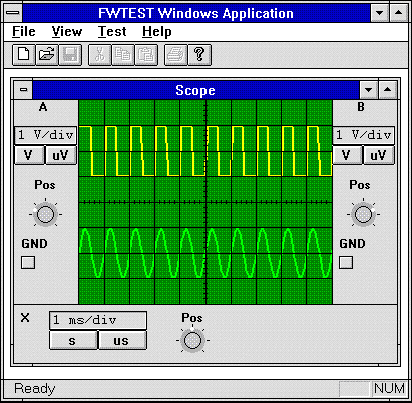 FWTEST Windows Application
File View Test Help
?
Scope
A B
1 V/div 1 V/div
V uV V uV
Pos Pos
GND GND
X 1 ms/div Pos
s us
Ready NUM